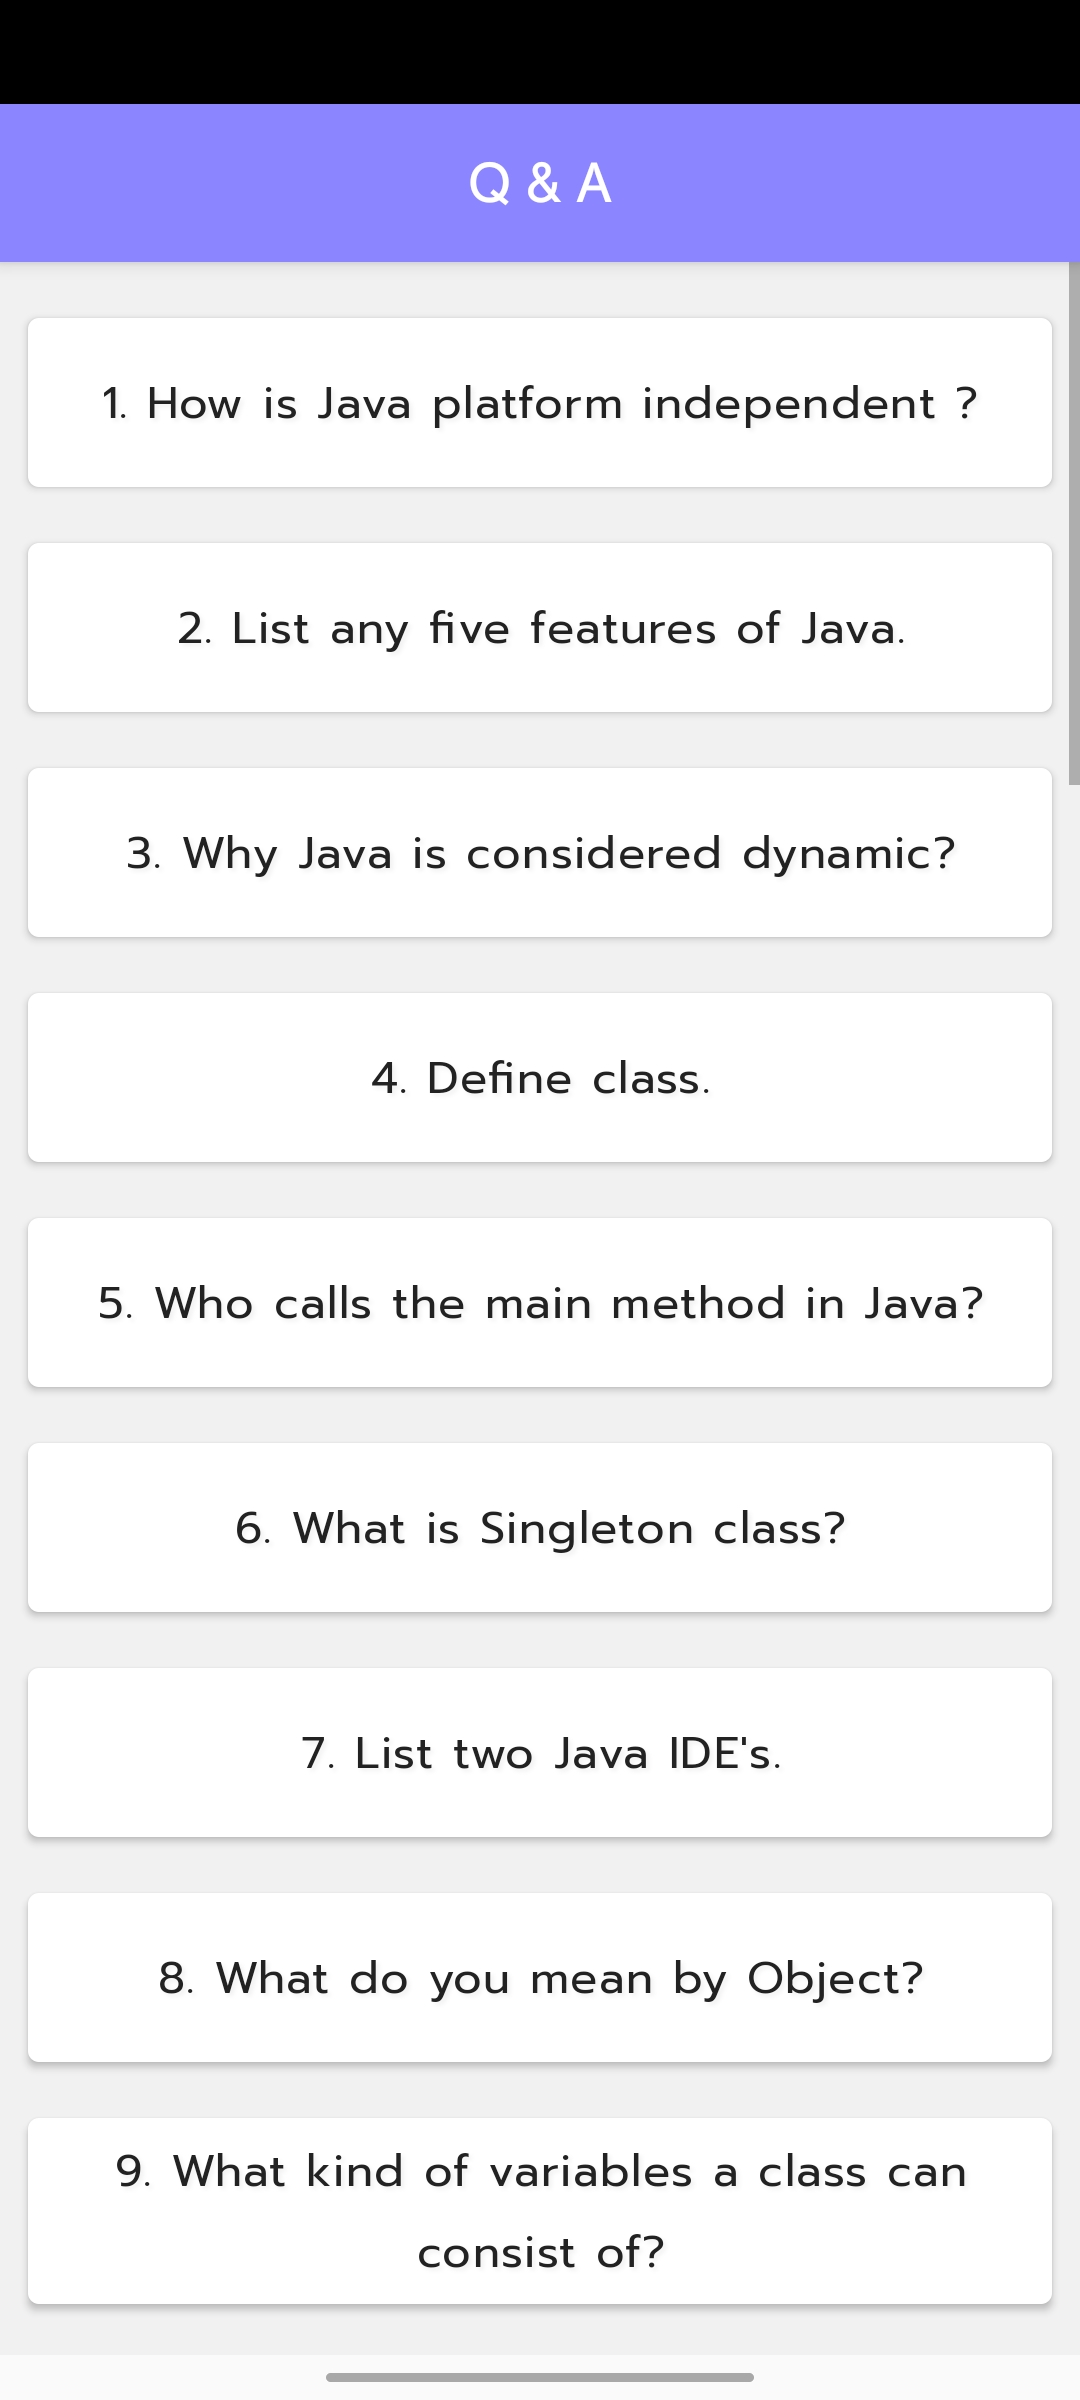 Q & A
1. How is Java platform independent ?
2. List any five features of Java.
3. Why Java is considered dynamic?
4. Define class.
5. Who calls the main method in Java?
6. What is Singleton class?
7. List two Java IDE's.
8. What do you mean by Object?
9. What kind of variables a class can
consist of?